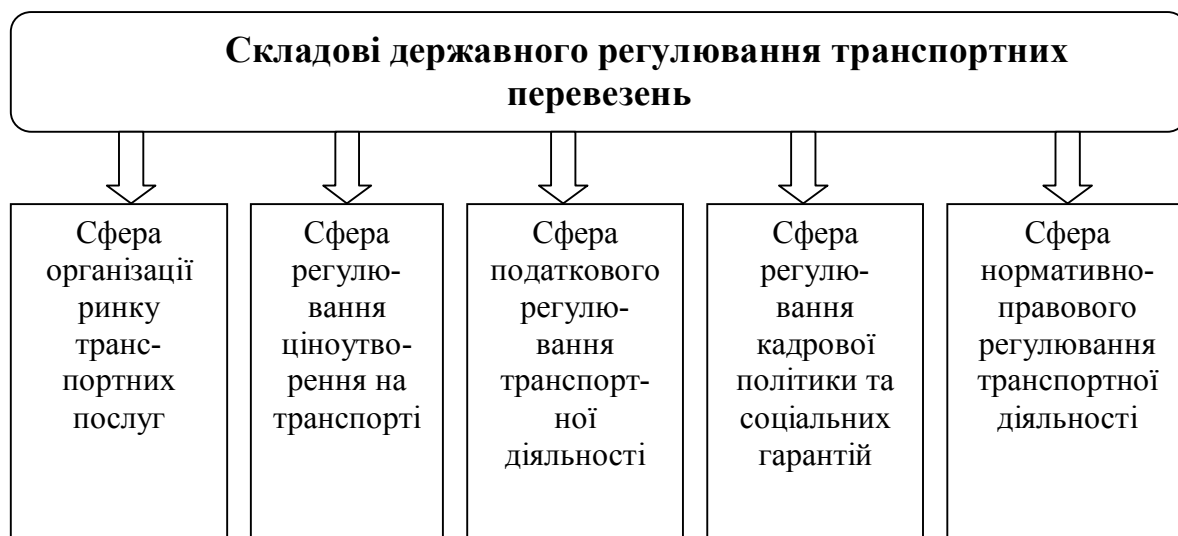 Складові державного регулювання транспортних
перевезень
Сфера
організації
ринку
транс-
портних
послуг
Сфера
регулю-
вання
ціноутво-
рення на
транспорті
Сфера
податкового
регулю-
вання
транспорт-
ної
діяльності
Сфера
регулю-
вання
кадрової
політики та
соціальних
гарантій
Сфера
нормативно-
правового
регулювання
транспортної
діяльності